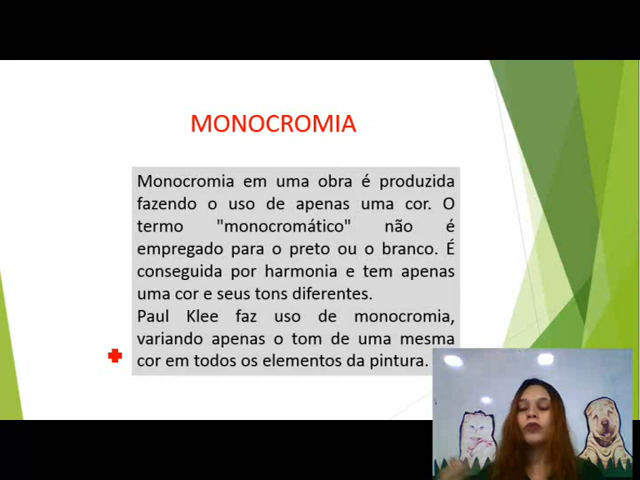 MONOCROMIA
Monocromia em uma obra é produzida
fazendo o uso de apenas uma cor. O
termo "monocromático" não é
empregado para o preto ou o branco. É
conseguida por harmonia e tem apenas
uma cor e seus tons diferentes.
Paul Klee faz uso de monocromia,
variando apenas o tom de uma mesma
cor em todos os elementos da pintura.